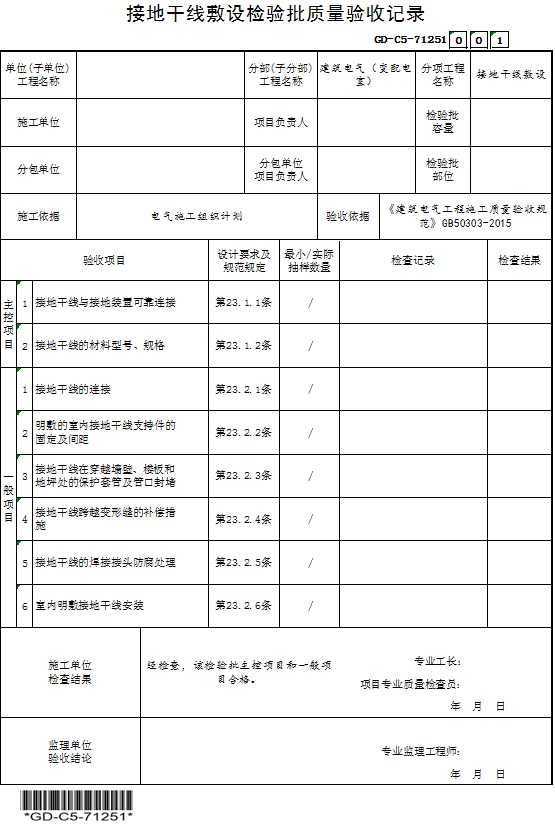 接地干线敷设检验批质量验收记录
GD-C5-71251 0 0 1
单位(子单位)
工程名称
分部(子分部)
工程名称
建筑电气（变配电
室）
分项工程
名称
接地干线敷设
施工单位
项目负责人
检验批
容量
分包单位
分包单位
项目负责人
检验批
部位
施工依据
电气施工组织计划
验收依据
《建筑电气工程施工质量验收规
范》GB50303-2015
验收项目
设计要求及
规范规定
最小/实际
抽样数量
检查记录
检查结果
主控项目
1 接地干线与接地装置可靠连接 第23.1.1条 /
2 接地干线的材料型号、规格 第23.1.2条 /
一般项目
1 接地干线的连接 第23.2.1条 /
2 明敷的室内接地干线支持件的
固定及间距 第23.2.2条 /
3 接地干线在穿越墙壁、楼板和
地坪处的保护套管及管口封堵 第23.2.3条 /
4 接地干线跨越变形缝的补偿措
施 第23.2.4条 /
5 接地干线的焊接接头防腐处理 第23.2.5条 /
6 室内明敷接地干线安装 第23.2.6条 /
施工单位
检查结果
经检查，该检验批主控项目和一般项
目合格。
专业工长：
项目专业质量检查员：
年 月 日
监理单位
验收结论
专业监理工程师：
年 月 日
*GD-C5-71251*